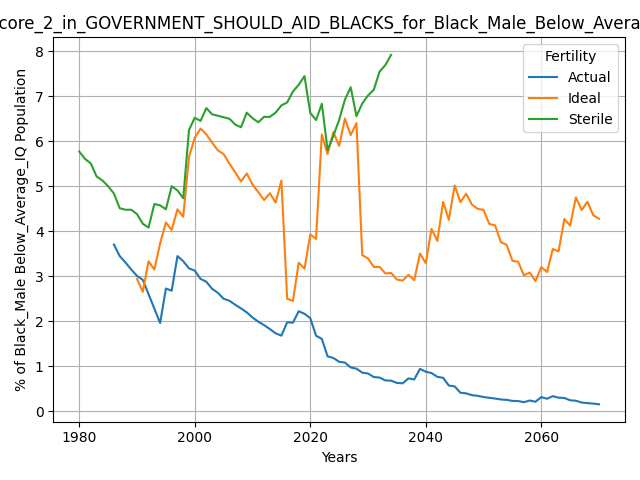 core_2_in_GOVERNMENT_SHOULD_AID_BLACKS_for_Black_Male_Below_Avera
8
7
6
5
4
3
2
1
0
% of Black_Male Below_Average_IQ Population
Fertility
Actual
Ideal
Sterile
1980 2000 2020 2040 2060
Years